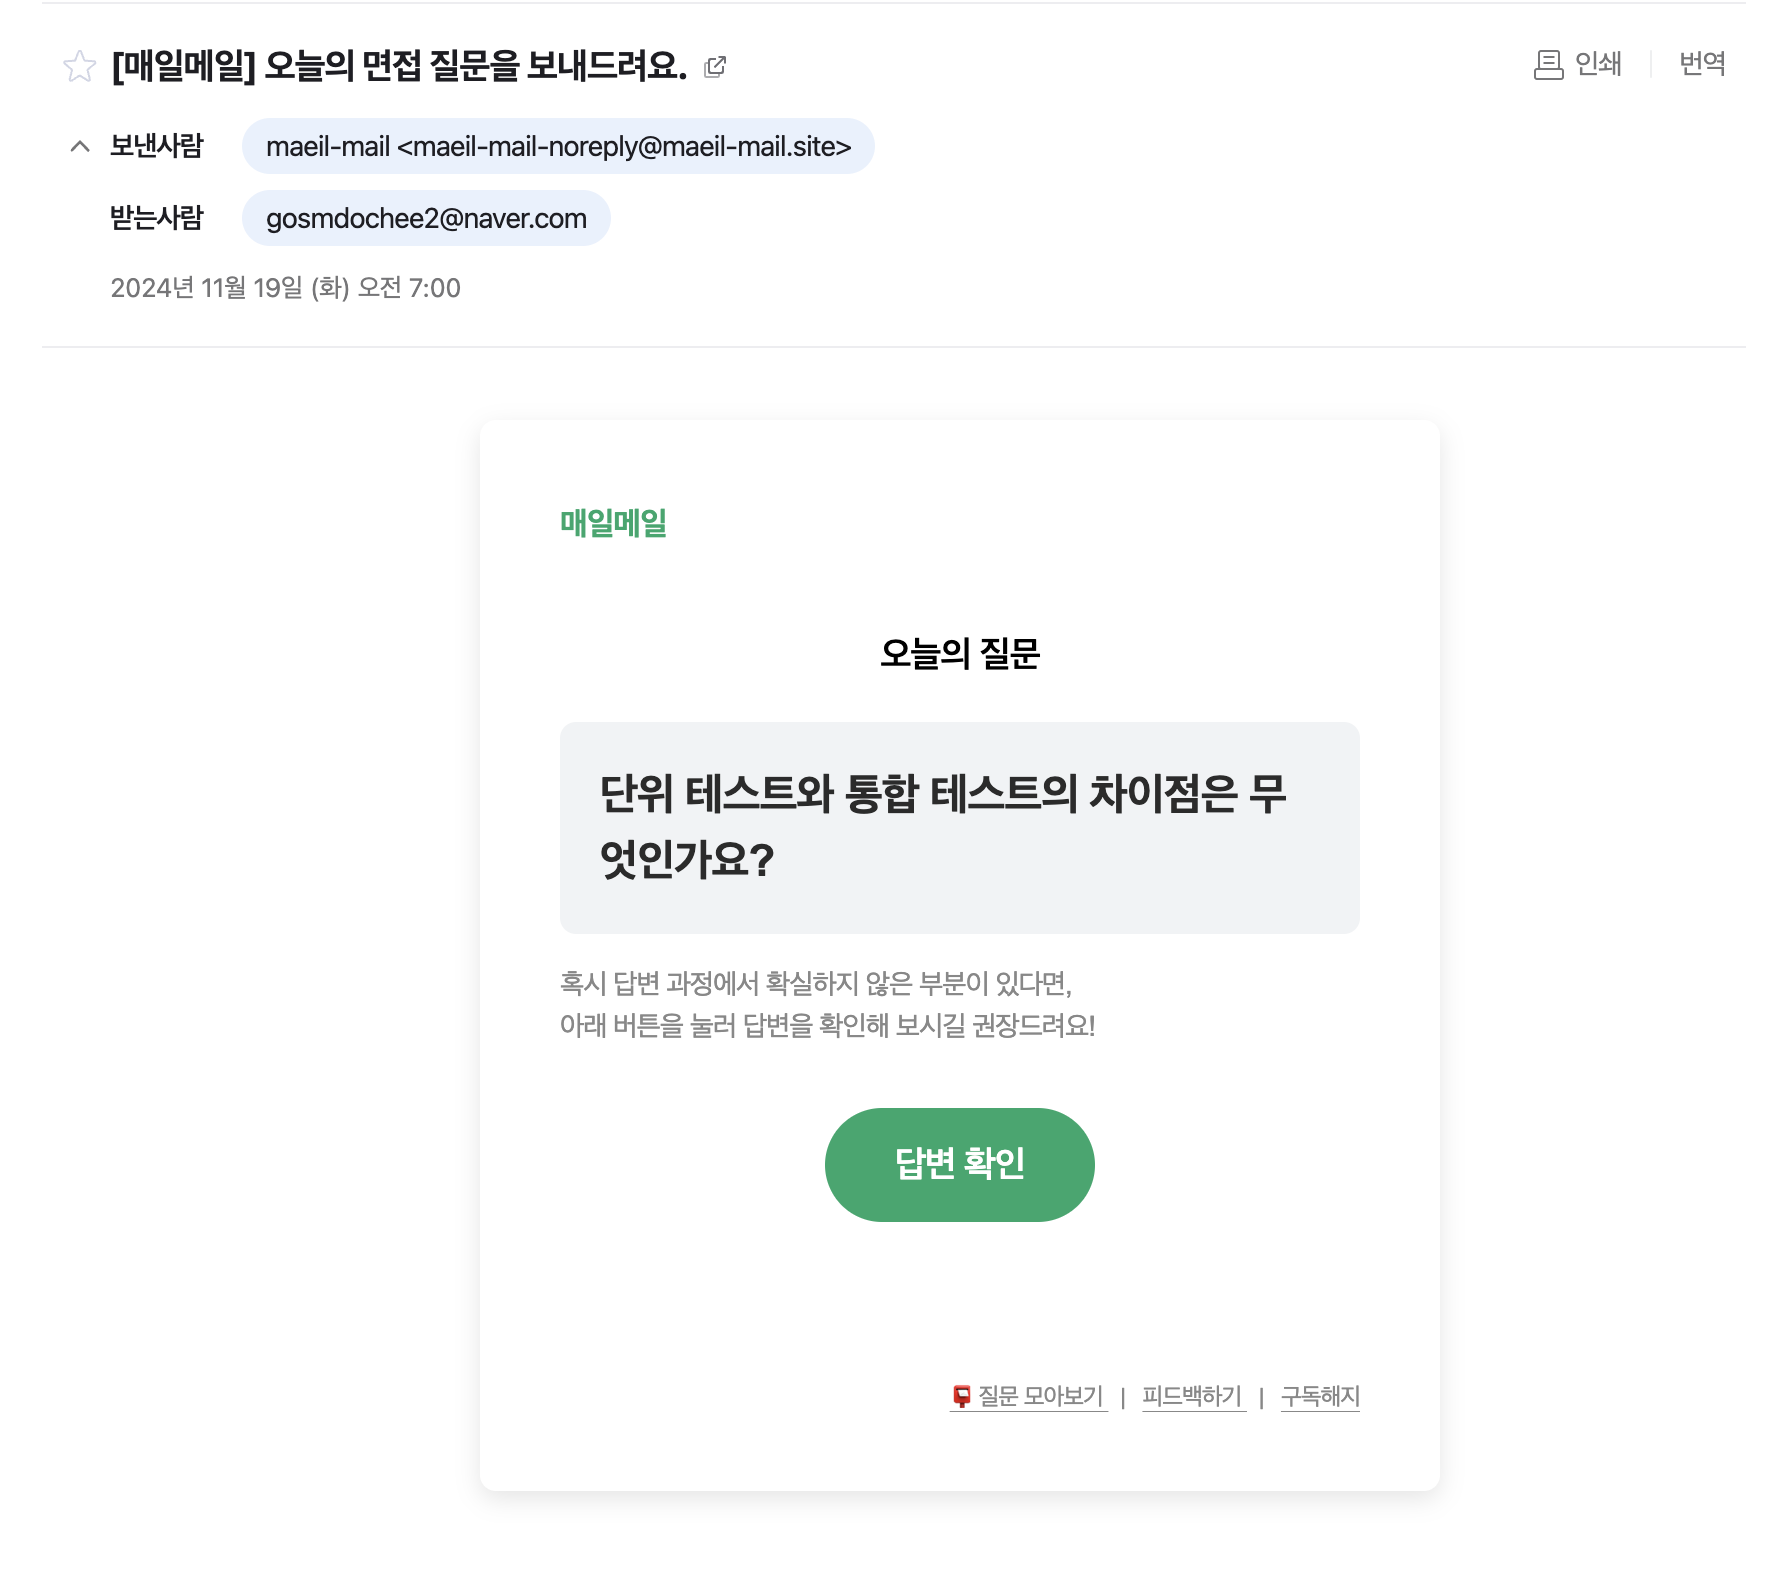 [매일메일] 오늘의 면접 질문을 보내드려요.
인쇄
번역
보낸사람 maeil-mail <maeil-mail-noreply@maeil-mail.site>
받는사람 gosmdochee2@naver.com
2024년 11월 19일 (화) 오전 7:00
매일메일
오늘의 질문
단위 테스트와 통합 테스트의 차이점은 무
엇인가요?
혹시 답변 과정에서 확실하지 않은 부분이 있다면,
아래 버튼을 눌러 답변을 확인해 보시길 권장드려요!
답변 확인
질문 모아보기 | 피드백하기 | 구독해지